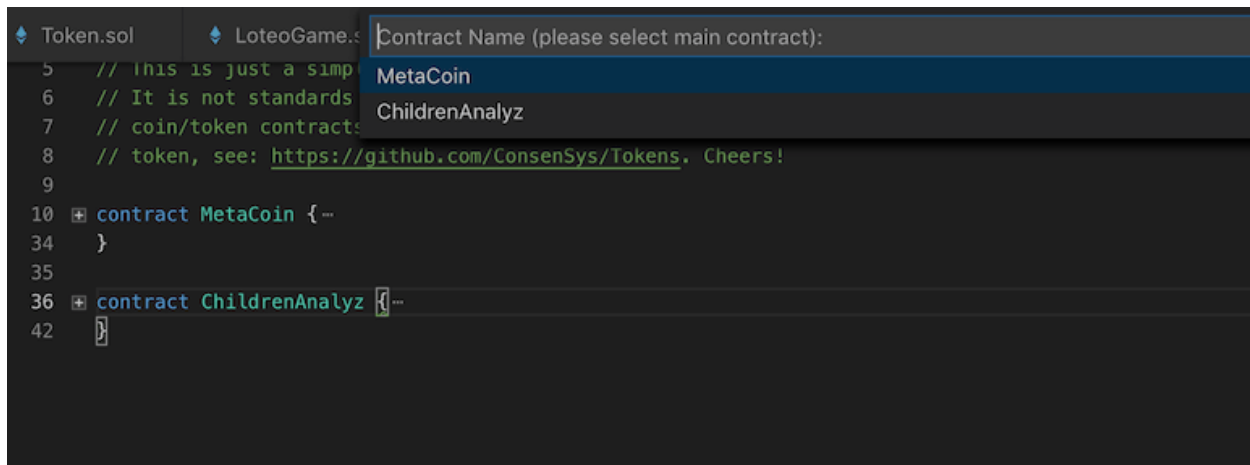 Token.sol
LoteoGame.s
Contract Name (please select main contract):
MetaCoin
ChildrenAnalyz
5 // This is just a simp
6 // It is not standards
7 // coin/token contracts
8 // token, see: https://github.com/ConsenSys/Tokens. Cheers!
9
10 contract MetaCoin {…
34 }
35
36 contract ChildrenAnalyz {…
42 }